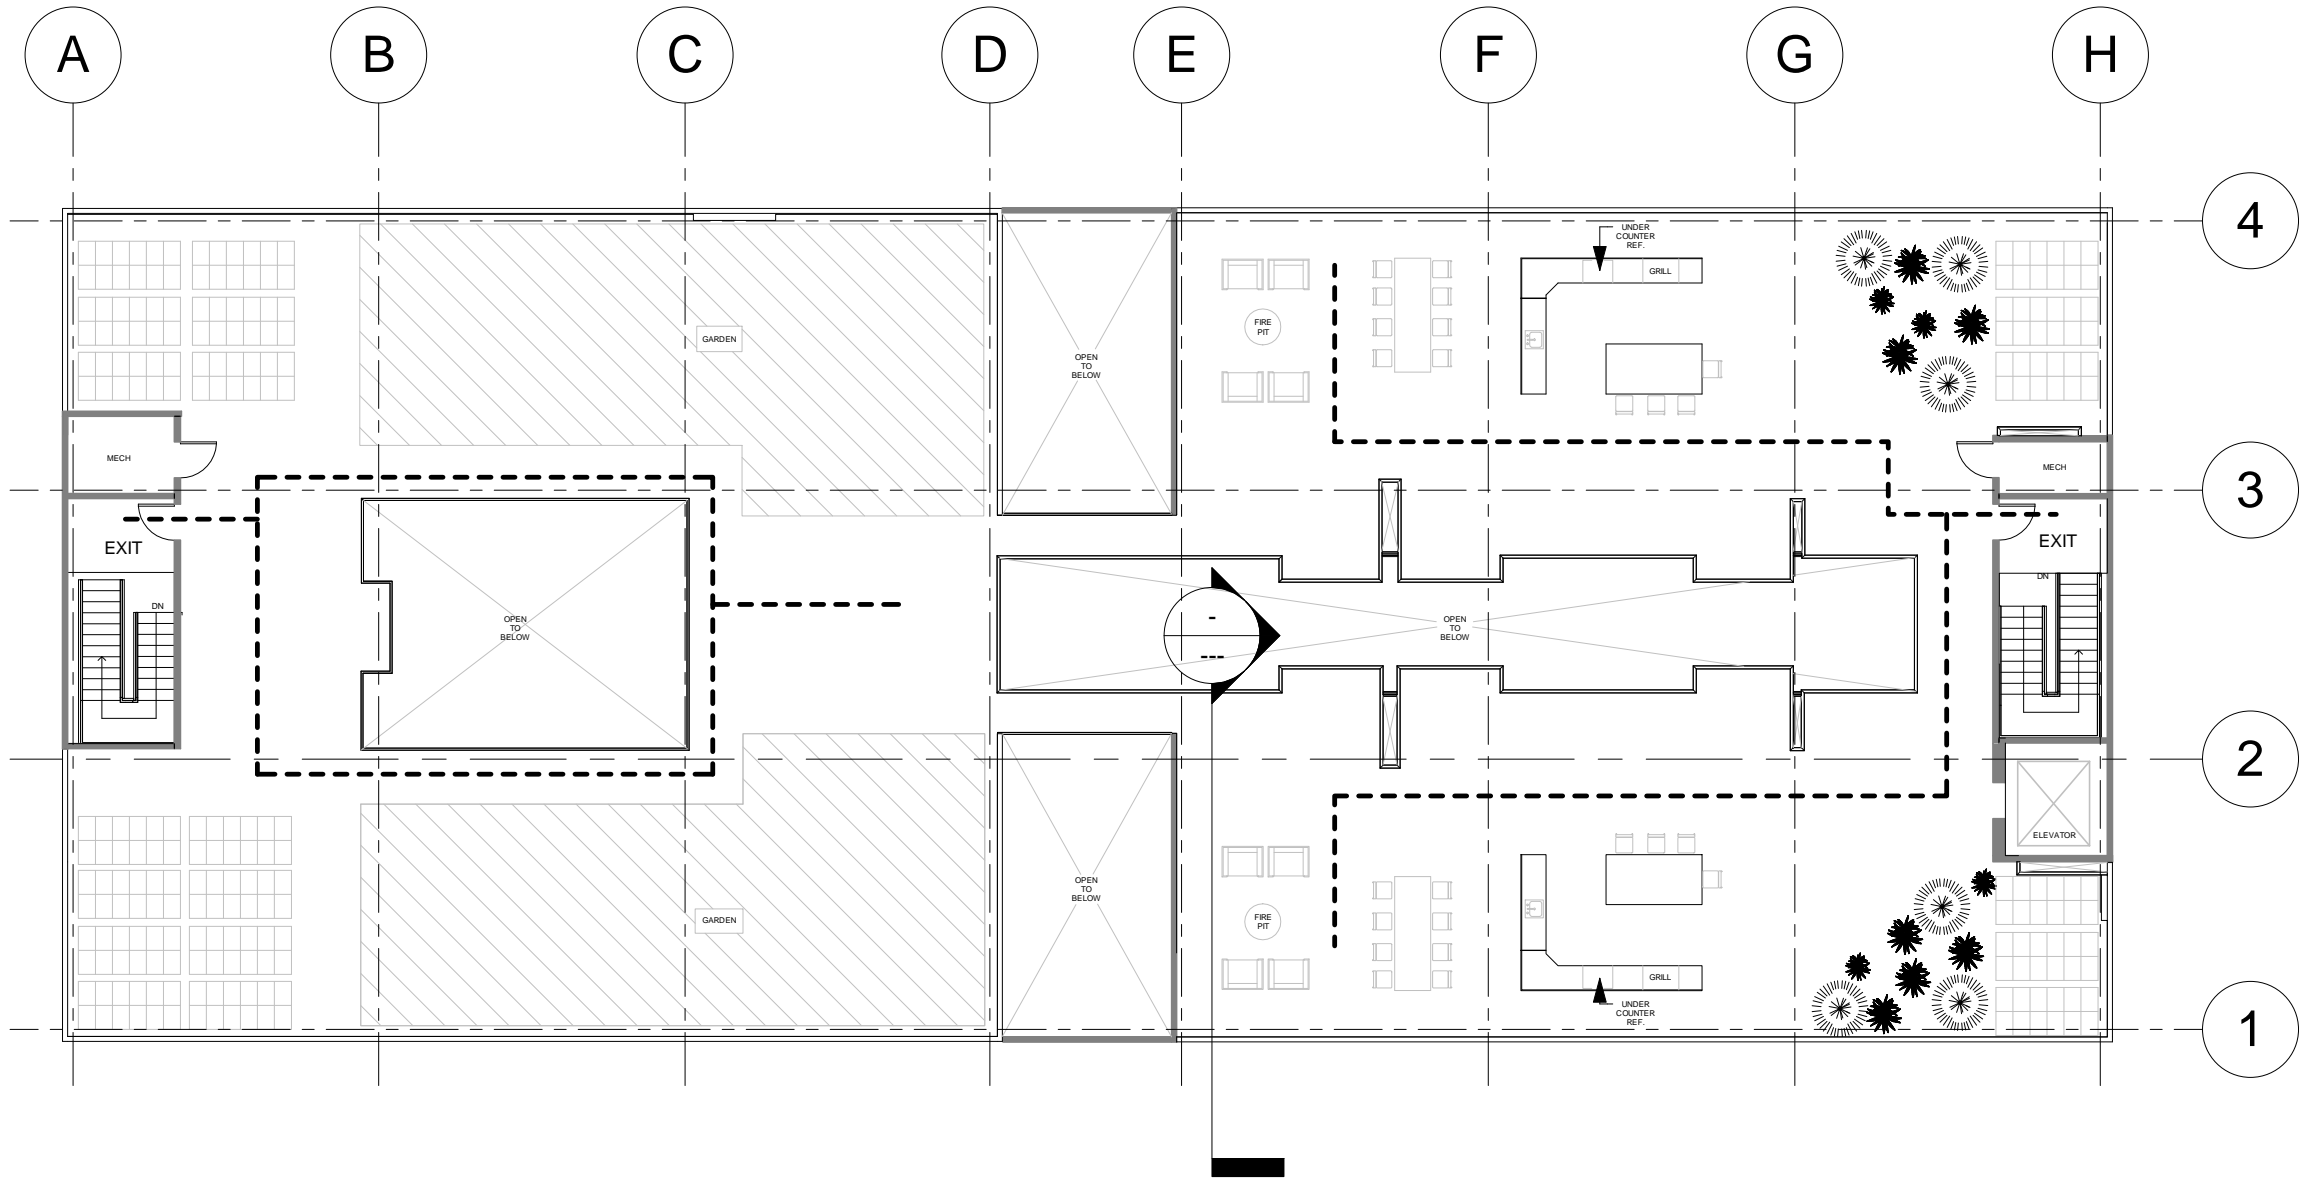 A
B
C
D
E
F
G
H
4
3
2
1
UNDER
COUNTER
REF.
GRILL
FIRE
PIT
GARDEN
OPEN
TO
BELOW
MECH
MECH
EXIT
EXIT
DN
DN
OPEN
TO
BELOW
OPEN
TO
BELOW
-
---
ELEVATOR
OPEN
TO
BELOW
GARDEN
FIRE
PIT
GRILL
UNDER
COUNTER
REF.